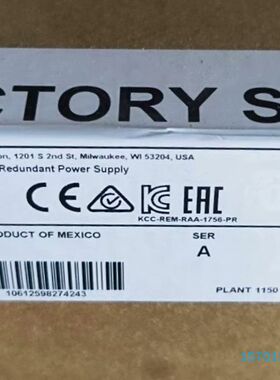 CTORY S
on, 1201 S 2nd St, Milwaukee, WI 53204, USA
Redundant Power Supply
CE
EAC
KCC-REM-RAA-1756-PR
ODUCT OF MEXICO
SER
A
10612598274243
PLANT 1150